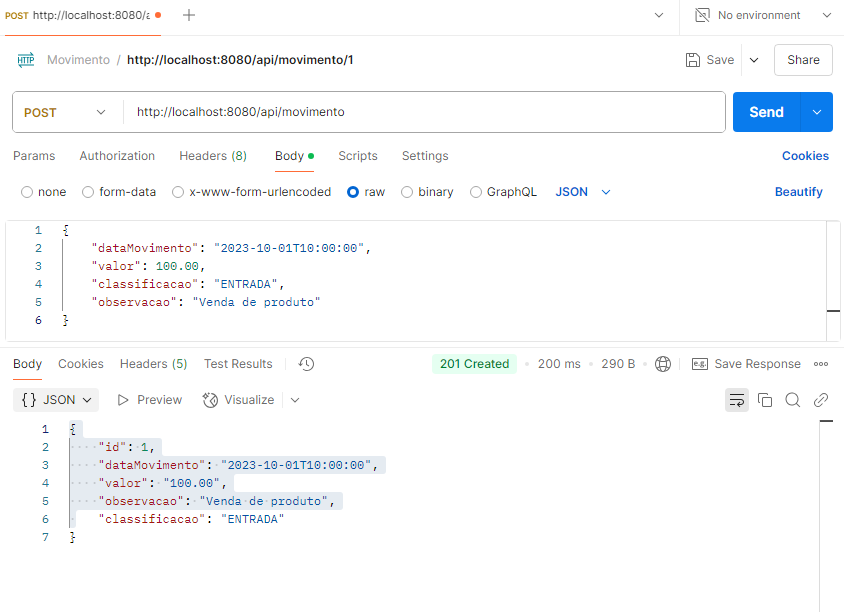 POST http://localhost:8080/a No environment
HTTP Movimento / http://localhost:8080/api/movimento/1 Save Share
POST http://localhost:8080/api/movimento Send
Params Authorization Headers (8) Body Scripts Settings Cookies
none form-data x-www-form-urlencoded raw binary GraphQL JSON Beautify
1 {
2 "dataMovimento": "2023-10-01T10:00:00",
3 "valor": 100.00,
4 "classificacao": "ENTRADA",
5 "observacao": "Venda de produto"
6 }
Body Cookies Headers (5) Test Results 201 Created 200 ms 290 B e.g. Save Response
{} JSON Preview Visualize
1 {
2 "id": 1,
3 "dataMovimento": "2023-10-01T10:00:00",
4 "valor": "100.00",
5 "observacao": "Venda de produto",
6 "classificacao": "ENTRADA"
7 }